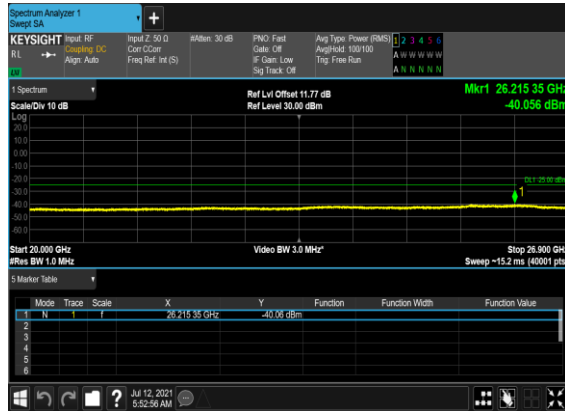 Spectrum Analyzer 1
Swept SA
+
KEYSIGHT Input: RF Input Z: 50 Ω #Atten: 30 dB PNO: Fast Avg Type: Power (RMS) 1 2 3 4 5 6
RL Coupling: DC Corr CCorr Gate: Off Avg|Hold: 100/100 A W W W W W
Align: Auto Freq Ref: Int (S) IF Gain: Low Trig: Free Run A N N N N N
Sig Track: Off
LW
1 Spectrum Ref Lvl Offset 11.77 dB Mkr1 26.215 35 GHz
Scale/Div 10 dB Ref Level 30.00 dBm -40.056 dBm
Log
20.0
10.0
0.00
-10.0
-20.0
DL1 -25.00 dBm
-30.0
1
-40.0
-50.0
-60.0
Start 20.000 GHz Video BW 3.0 MHz* Stop 26.900 GHz
#Res BW 1.0 MHz Sweep ~15.2 ms (40001 pts)
5 Marker Table
Mode Trace Scale X Y Function Function Width Function Value
1 N 1 f 26.215 35 GHz -40.06 dBm
2
3
4
5
6
? Jul 12, 2021
5:52:56 AM